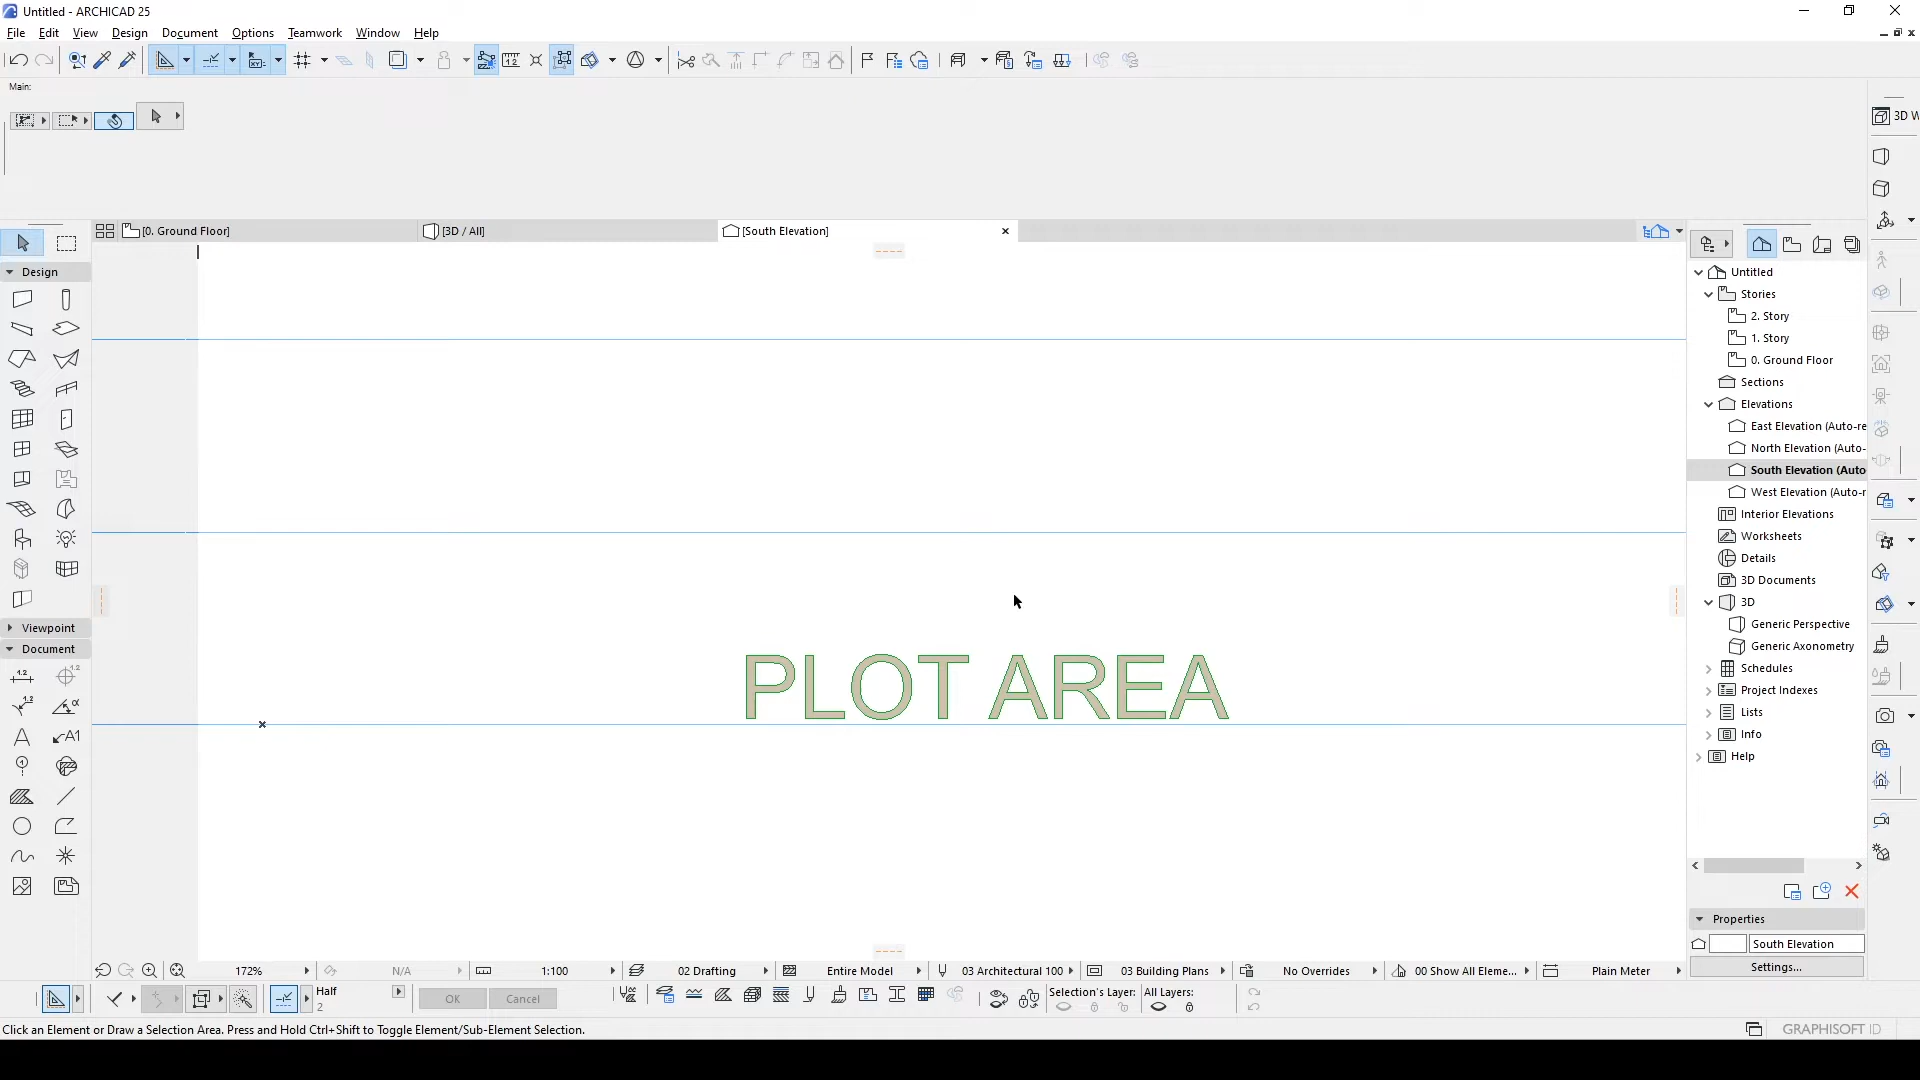 Untitled - ARCHICAD 25
File Edit View Design Document Options Teamwork Window Help
Main:
3D
[0. Ground Floor]
[3D / All]
[South Elevation]
Design
Viewpoint
Document
PLOT AREA
Untitled
Stories
2. Story
1. Story
0. Ground Floor
Sections
Elevations
East Elevation (Auto-re
North Elevation (Auto-
South Elevation (Auto
West Elevation (Auto-r
Interior Elevations
Worksheets
Details
3D Documents
3D
Generic Perspective
Generic Axonometry
Schedules
Project Indexes
Lists
Info
Help
Properties
South Elevation
Settings...
172% N/A 1:100 02 Drafting Entire Model 03 Architectural 100 03 Building Plans No Overrides 00 Show All Eleme... Plain Meter
Half
2
OK Cancel
Selection's Layer: All Layers:
Click an Element or Draw a Selection Area. Press and Hold Ctrl+Shift to Toggle Element/Sub-Element Selection.
GRAPHISOFT ID